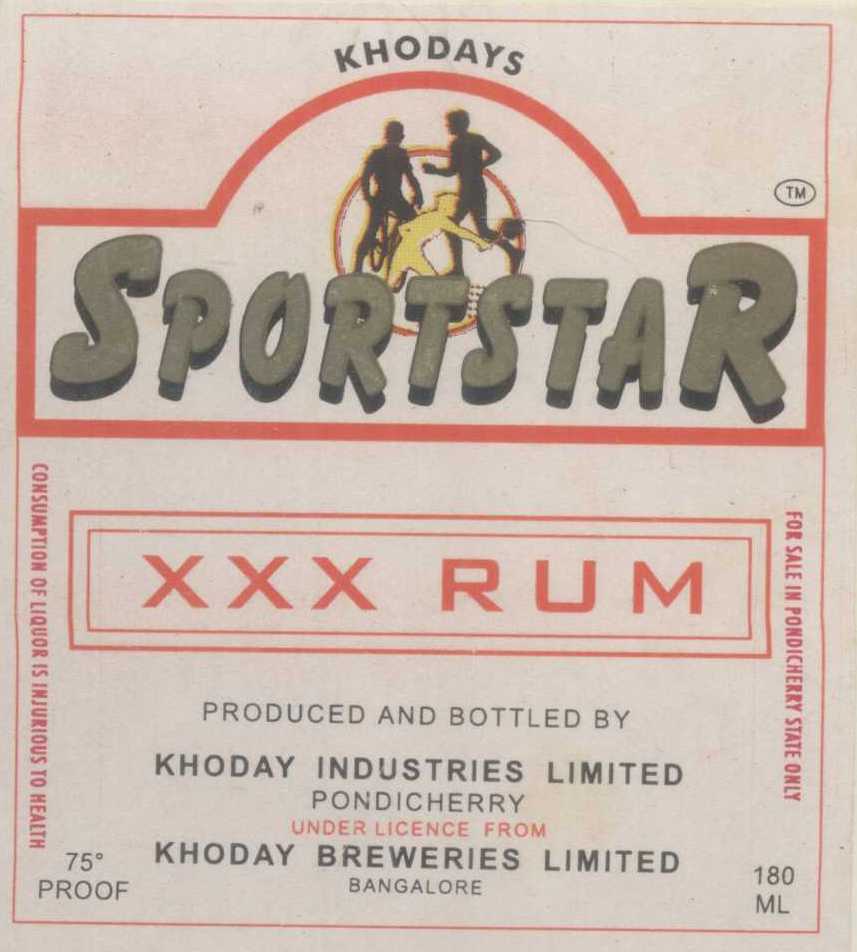 KHODAYS
TM
SPORTSTAR
XXX RUM
CONSUMPTION OF LIQUOR IS INJURIOUS TO HEALTH
FOR SALE IN PONDICHERRY STATE ONLY
PRODUCED AND BOTTLED BY
KHODAY INDUSTRIES LIMITED
PONDICHERRY
UNDER LICENCE FROM
KHODAY BREWERIES LIMITED
BANGALORE
75°
PROOF
180
ML